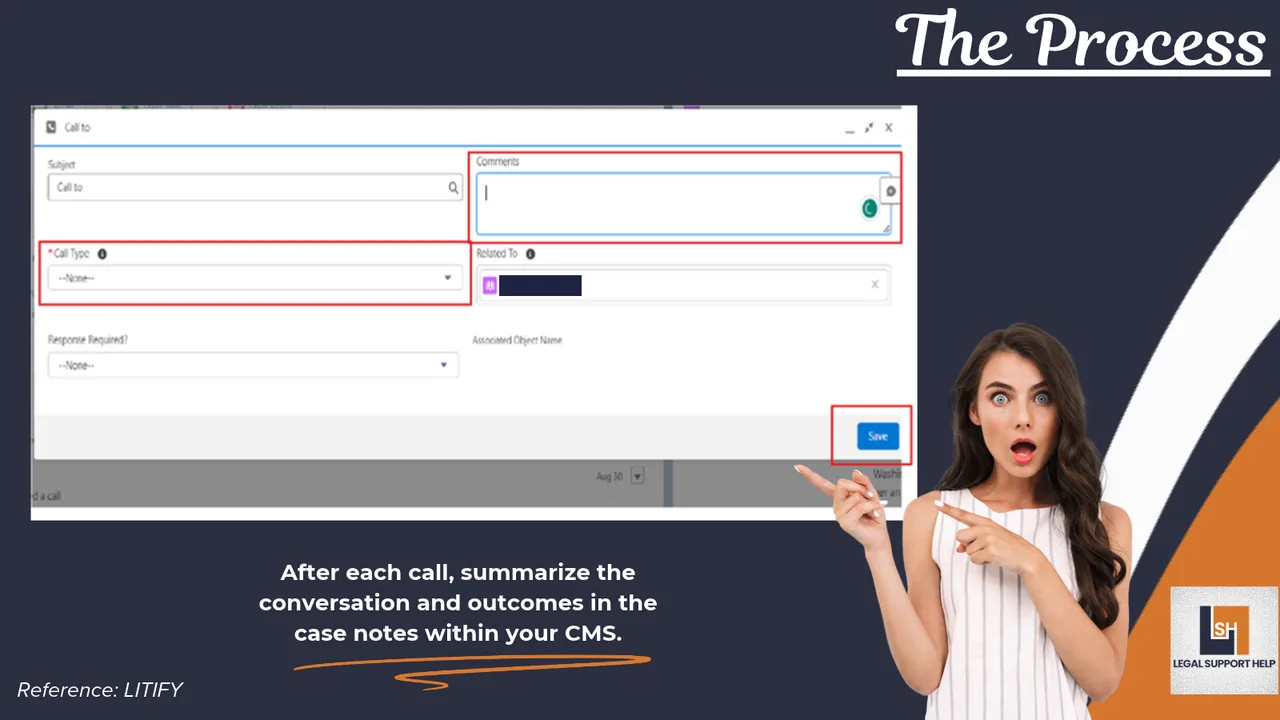 The Process
Call to
Subject
Call to
Comments
*Call Type
--None--
Related To
Response Required?
--None--
Associated Object Name
Save
Aug 30
d a call
After each call, summarize the
conversation and outcomes in the
case notes within your CMS.
Reference: LITIFY
LSH
LEGAL SUPPORT HELP